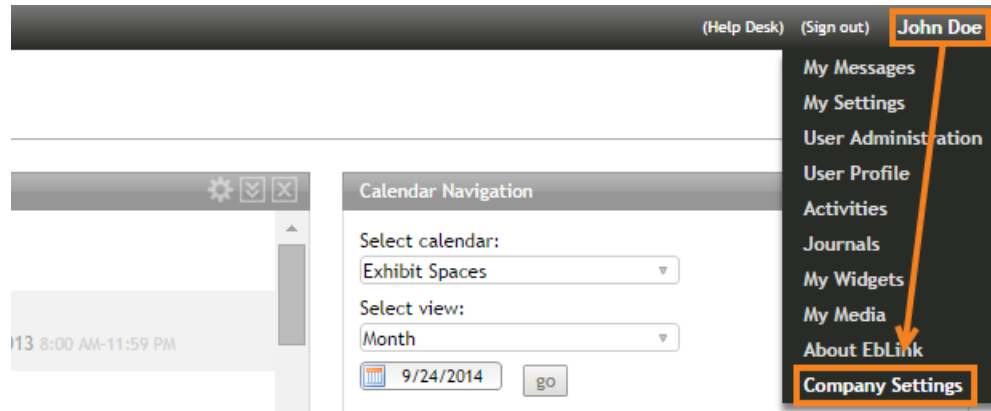 (Help Desk) (Sign out) John Doe
My Messages
My Settings
User Administration
User Profile
Activities
Journals
My Widgets
My Media
About EbLink
Company Settings
Calendar Navigation
Select calendar:
Exhibit Spaces
Select view:
Month
9/24/2014 go
013 8:00 AM-11:59 PM